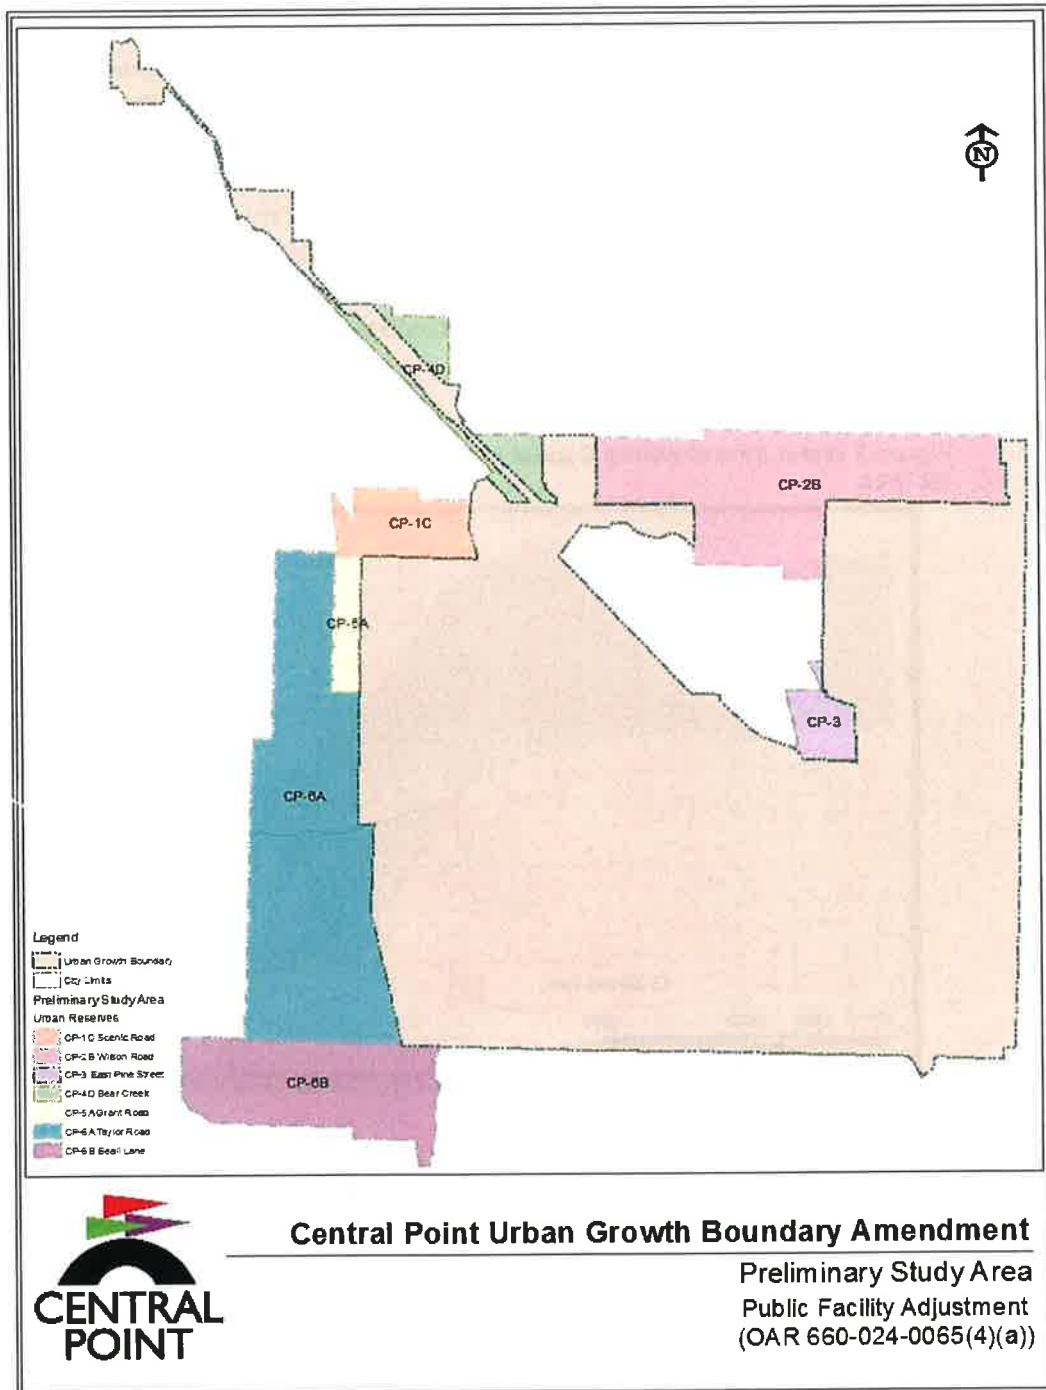 N
CP-4D
CP-2B
CP-1C
CP-5A
CP-3
CP-6A
CP-6B
Legend
Urban Growth Boundary
City Limits
Preliminary Study Area
Urban Reserves
CP-1C Scenic Road
CP-2B Wilson Road
CP-3 East Pine Street
CP-4D Bear Creek
CP-5A Grant Road
CP-6A Taylor Road
CP-6B Beall Lane
CENTRAL
POINT
Central Point Urban Growth Boundary Amendment
Preliminary Study Area
Public Facility Adjustment
(OAR 660-024-0065(4)(a))